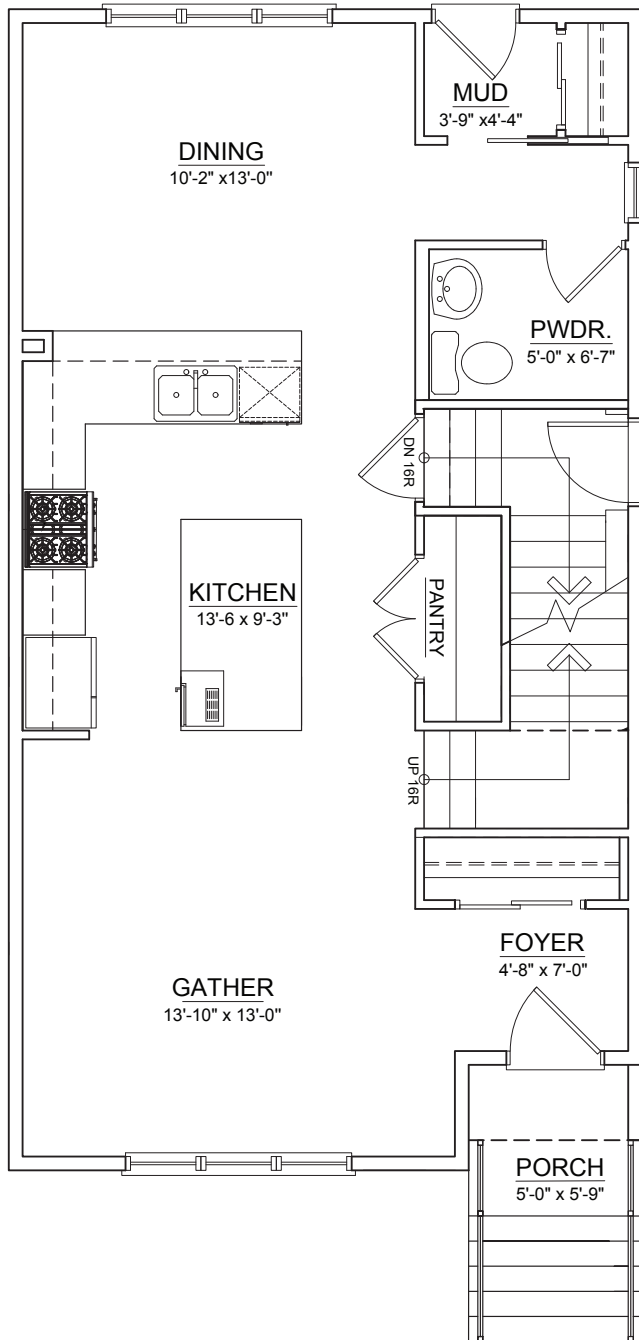 MUD
3'-9" x4'-4"
DINING
10'-2" x13'-0"
PWDR.
5'-0" x 6'-7"
DN 16R
KITCHEN
13'-6 x 9'-3"
PANTRY
UP 16R
FOYER
4'-8" x 7'-0"
GATHER
13'-10" x 13'-0"
PORCH
5'-0" x 5'-9"